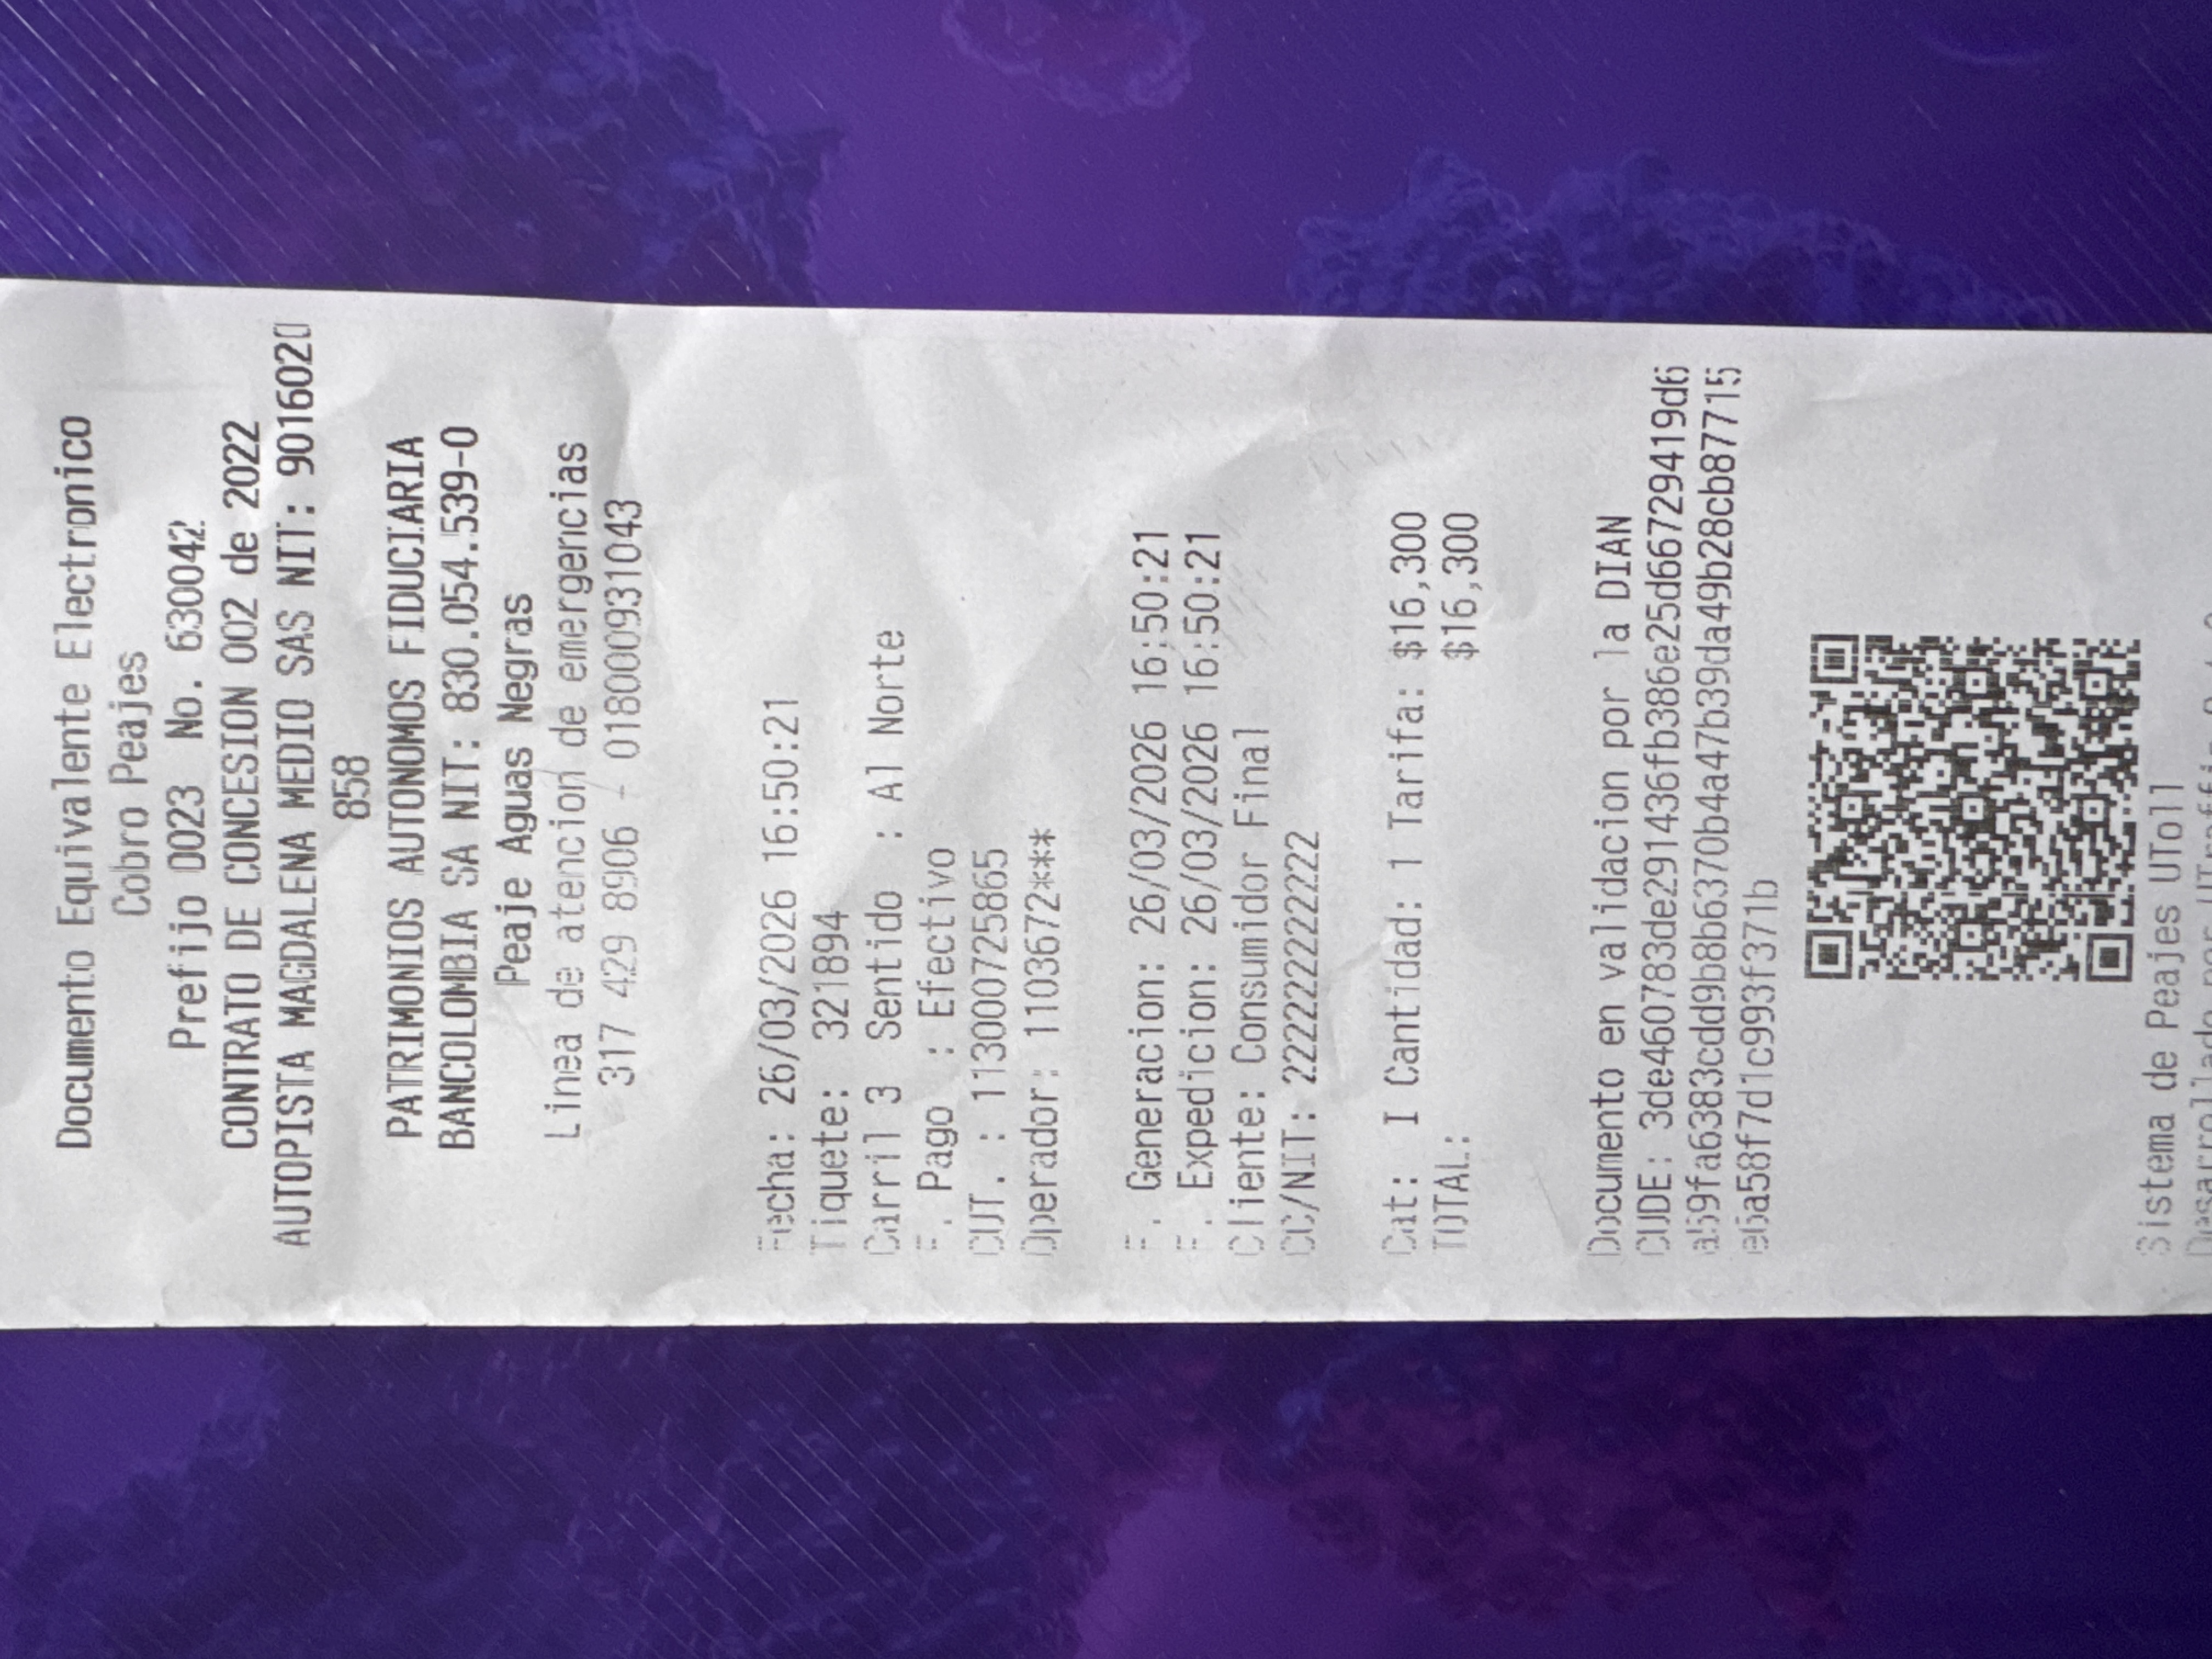 Documento Equivalente Electronico
Cobro Peajes
Prefijo D023 No. 630042
CONTRATO DE CONCESION 002 de 2022
AUTOPISTA MAGDALENA MEDIO SAS NIT: 9016020
858
PATRIMONIOS AUTONOMOS FIDUCIARIA
BANCOLOMBIA SA NIT: 830.054.539-0
Peaje Aguas Negras
Linea de atencion de emergencias
317 429 8906 - 018000931043
Fecha: 26/03/2026 16:50:21
Tiquete: 321894
Carril 3 Sentido : Al Norte
F. Pago : Efectivo
CUT. : 1130000725865
Operador: 1103672***
F. Generacion: 26/03/2026 16:50:21
F. Expedicion: 26/03/2026 16:50:21
Cliente: Consumidor Final
CC/NIT: 222222222222
Cat: I Cantidad: 1 Tarifa: $16,300
TOTAL: $16,300
Documento en validacion por la DIAN
CUDE: 3de460783de291436fb386e25d66729419d6
a59fa6383cdd9b8b6370b4a47b39da49b28cb87715
e6a58f7d1c993f371b
Sistema de Peajes UToll
Desarrollado por